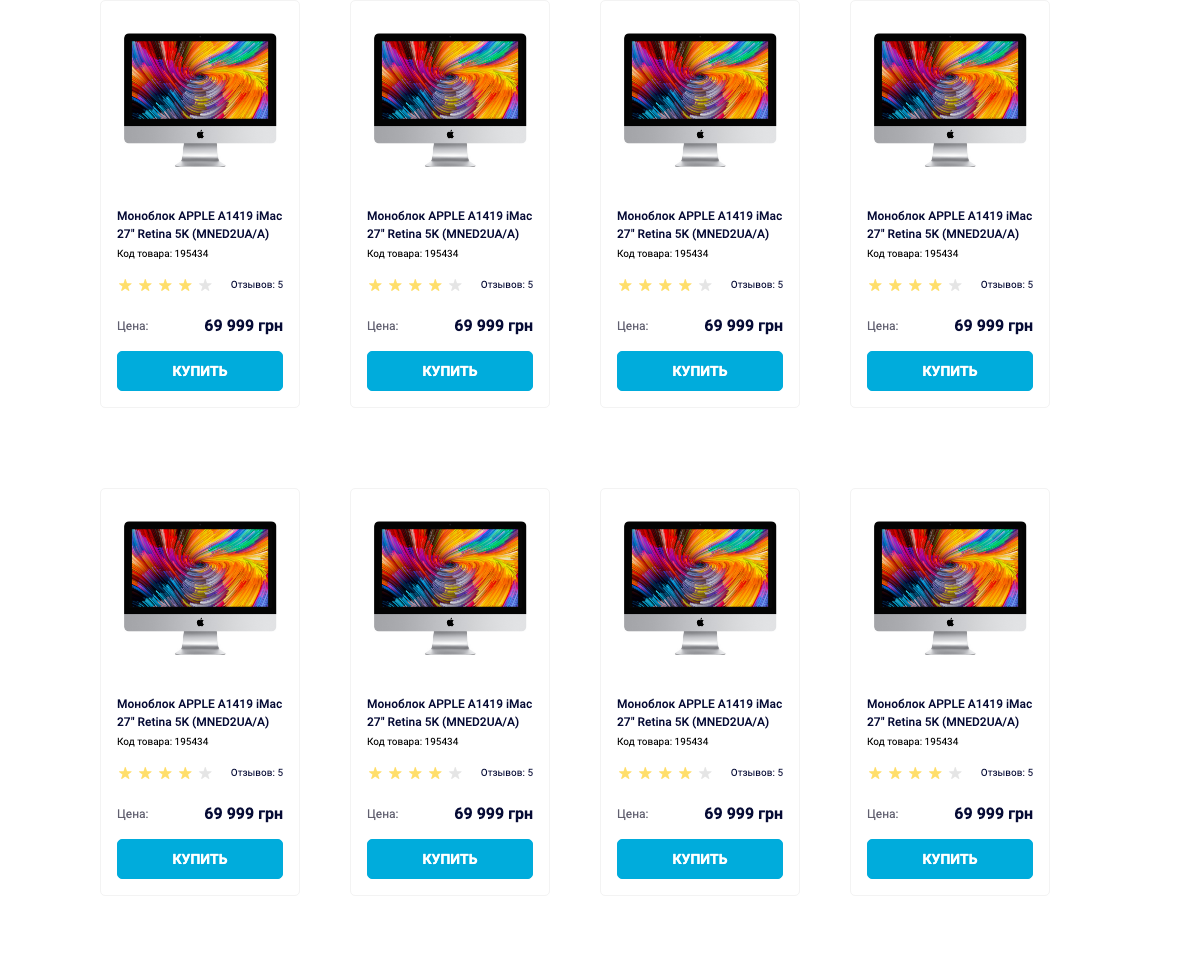 Моноблок APPLE A1419 iMac
27" Retina 5K (MNED2UA/A)
Код товара: 195434
Отзывов: 5
Цена: 69 999 грн
КУПИТЬ
Моноблок APPLE A1419 iMac
27" Retina 5K (MNED2UA/A)
Код товара: 195434
Отзывов: 5
Цена: 69 999 грн
КУПИТЬ
Моноблок APPLE A1419 iMac
27" Retina 5K (MNED2UA/A)
Код товара: 195434
Отзывов: 5
Цена: 69 999 грн
КУПИТЬ
Моноблок APPLE A1419 iMac
27" Retina 5K (MNED2UA/A)
Код товара: 195434
Отзывов: 5
Цена: 69 999 грн
КУПИТЬ
Моноблок APPLE A1419 iMac
27" Retina 5K (MNED2UA/A)
Код товара: 195434
Отзывов: 5
Цена: 69 999 грн
КУПИТЬ
Моноблок APPLE A1419 iMac
27" Retina 5K (MNED2UA/A)
Код товара: 195434
Отзывов: 5
Цена: 69 999 грн
КУПИТЬ
Моноблок APPLE A1419 iMac
27" Retina 5K (MNED2UA/A)
Код товара: 195434
Отзывов: 5
Цена: 69 999 грн
КУПИТЬ
Моноблок APPLE A1419 iMac
27" Retina 5K (MNED2UA/A)
Код товара: 195434
Отзывов: 5
Цена: 69 999 грн
КУПИТЬ